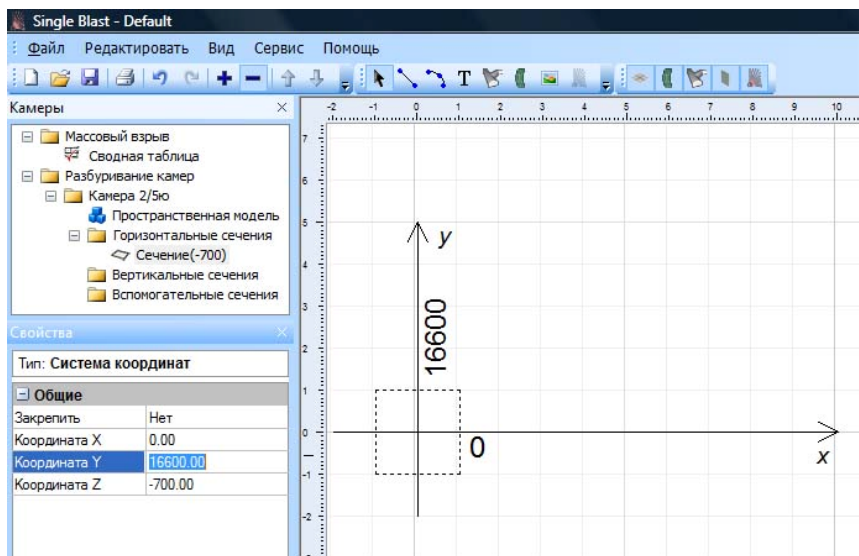 Single Blast - Default
Файл Редактировать Вид Сервис Помощь
T
Камеры
Массовый взрыв
Сводная таблица
Разбуривание камер
Камера 2/5ю
Пространственная модель
Горизонтальные сечения
Сечение(-700)
Вертикальные сечения
Вспомогательные сечения
Свойства
Тип: Система координат
Общие
Закрепить Нет
Координата X 0.00
Координата Y 16600.00
Координата Z -700.00
-2 -1 0 1 2 3 4 5 6 7 8 9 10
7
6
5
4
3
2
1
0
-1
-2
y
16600
0
x